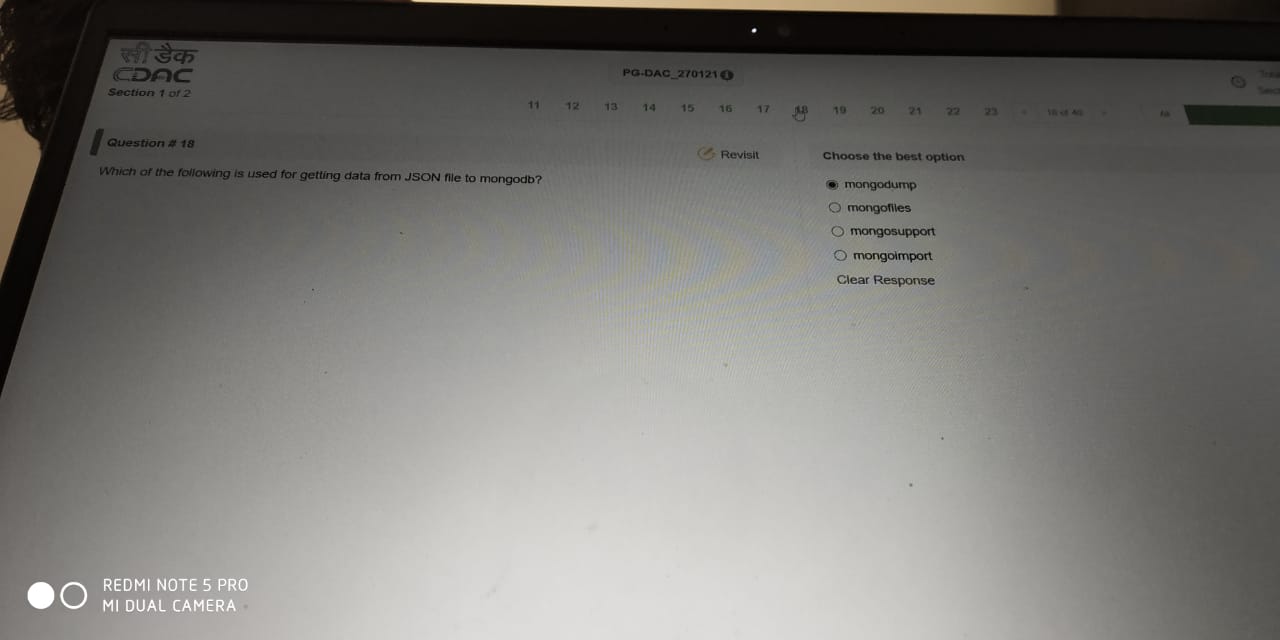 सी डैक
CDAC
Section 1 of 2
PG-DAC_270121
11 12 13 14 15 16 17 18 19 20 21 22 23 18 of 40 All
Question # 18
Revisit
Which of the following is used for getting data from JSON file to mongodb?
Choose the best option
mongodump
mongofiles
mongosupport
mongoimport
Clear Response
REDMI NOTE 5 PRO
MI DUAL CAMERA